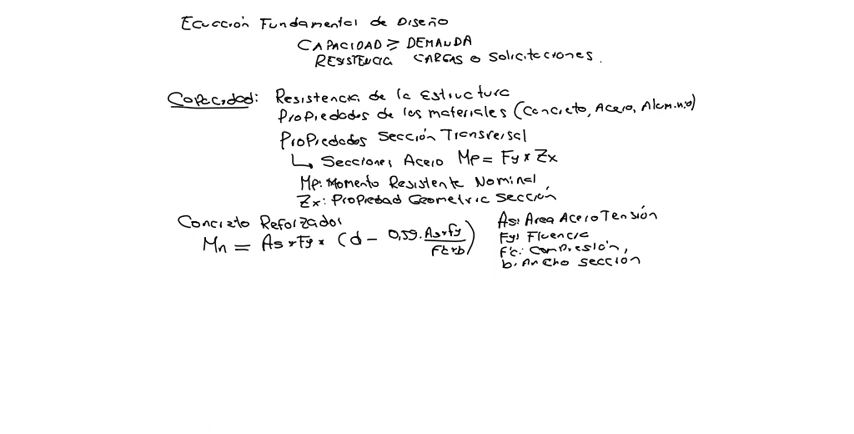 Ecuación Fundamental de Diseño
CAPACIDAD ≥ DEMANDA
RESISTENCIA CARGAS o Solicitaciones.
Capacidad: Resistencia de la Estructura
Propiedades de los materiales (Concreto, Acero, Aluminio)
Propiedades Sección Transversal
↳ Secciones Acero Mp = Fy * Zx
Mp: Momento Resistente Nominal
Zx: Propiedad Geometric Sección
Concreto Reforzado
Mn = As * Fy * (d - 0,59 · As*fy / f'c*b)
As: Area Acero Tensión
Fy: Fluencia
f'c: Compresión,
b: Ancho sección